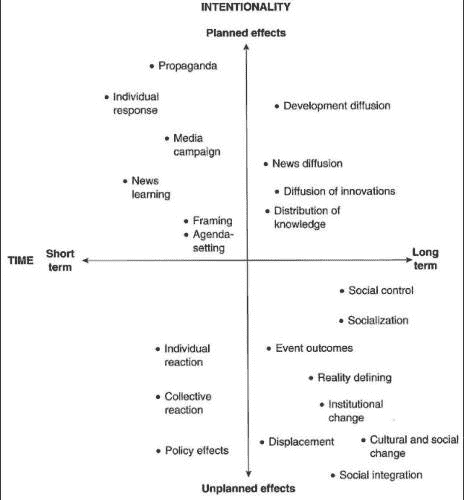 INTENTIONALITY
Planned effects
• Propaganda
• Individual
response
• Development diffusion
• Media
campaign
• News diffusion
• News
learning
• Diffusion of innovations
• Distribution of
knowledge
• Framing
• Agenda-
setting
TIME
Short
term
Long
term
• Social control
• Socialization
• Individual
reaction
• Event outcomes
• Reality defining
• Collective
reaction
• Institutional
change
• Policy effects
• Displacement
• Cultural and social
change
• Social integration
Unplanned effects